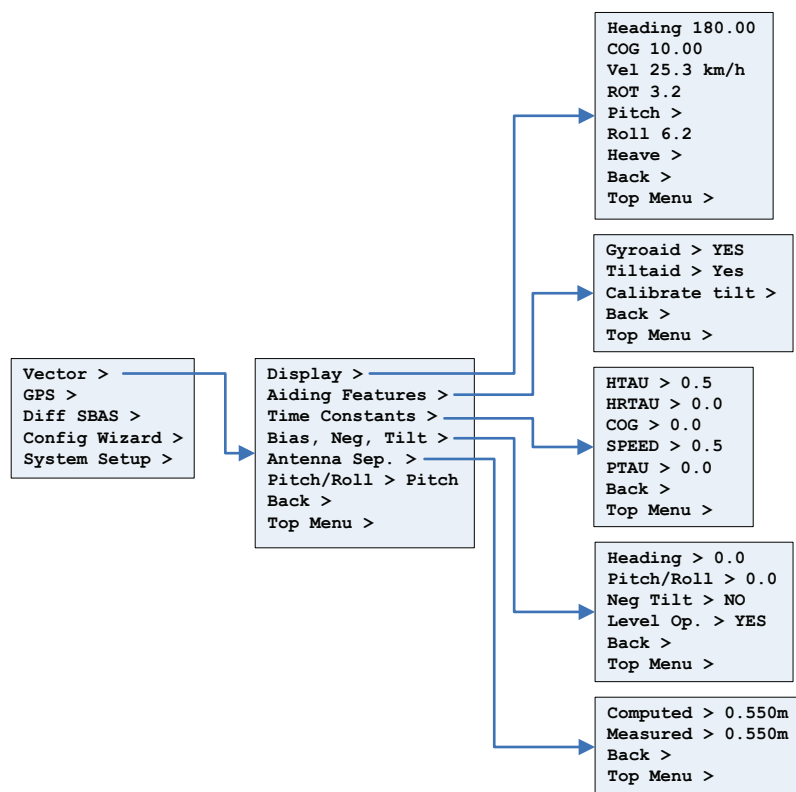 Vector >
GPS >
Diff SBAS >
Config Wizard >
System Setup >
Display >
Aiding Features >
Time Constants >
Bias, Neg, Tilt >
Antenna Sep. >
Pitch/Roll > Pitch
Back >
Top Menu >
Heading 180.00
COG 10.00
Vel 25.3 km/h
ROT 3.2
Pitch >
Roll 6.2
Heave >
Back >
Top Menu >
Gyroaid > YES
Tiltaid > Yes
Calibrate tilt >
Back >
Top Menu >
HTAU > 0.5
HRTAU > 0.0
COG > 0.0
SPEED > 0.5
PTAU > 0.0
Back >
Top Menu >
Heading > 0.0
Pitch/Roll > 0.0
Neg Tilt > NO
Level Op. > YES
Back >
Top Menu >
Computed > 0.550m
Measured > 0.550m
Back >
Top Menu >